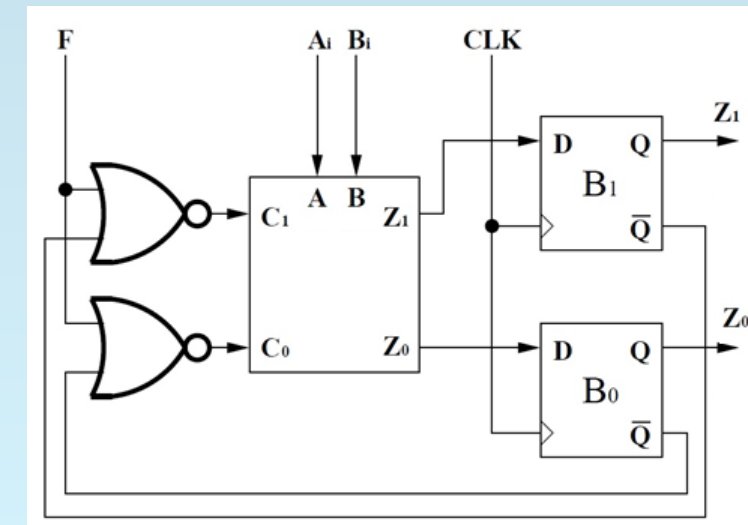 F Aᵢ Bᵢ CLK
Z₁
D Q
B₁
Q̅
A B
C₁ Z₁
C₀ Z₀
Z₀
D Q
B₀
Q̅